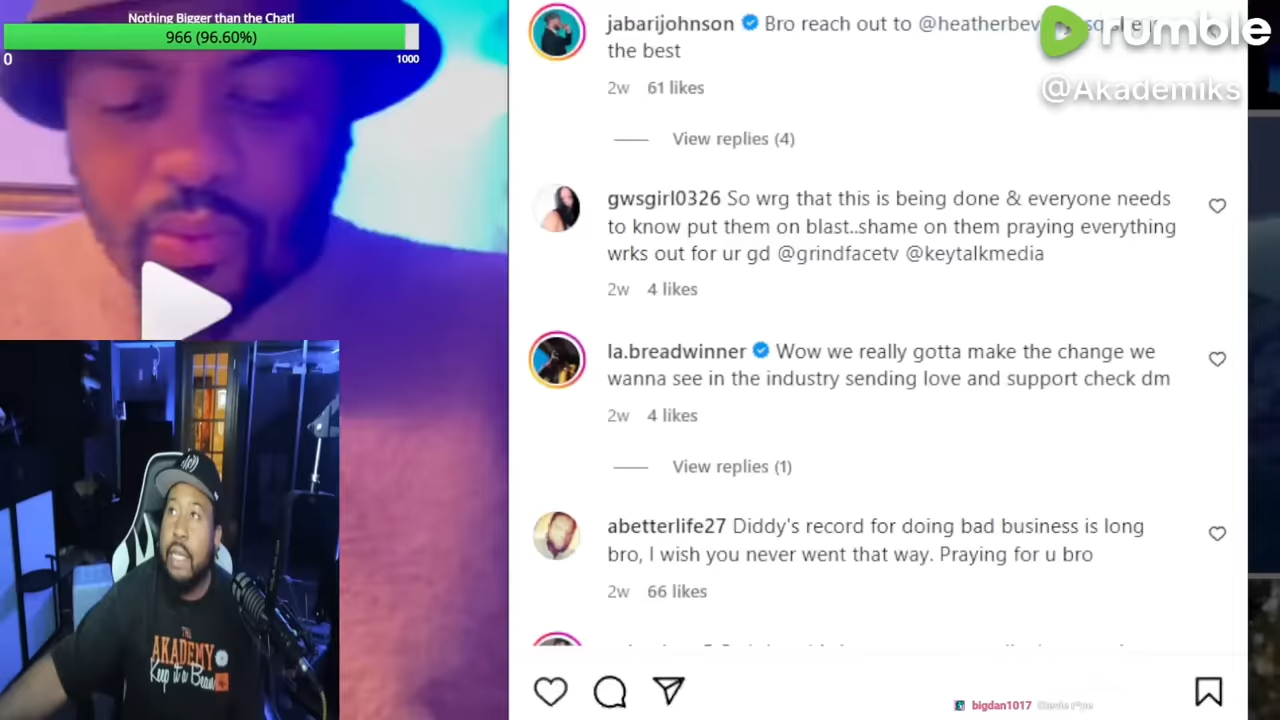 Nothing Bigger than the Chat!
966 (96.60%)
0
1000
jabarijohnson Bro reach out to
the best
2w 61 likes
View replies (4)
rumble
@Akademiks
gwsgirl0326 So wrg that this is being done & everyone needs
to know put them on blast..shame on them praying everything
wrks out for ur gd @grindfacetv @keytalkmedia
2w 4 likes
la.breadwinner Wow we really gotta make the change we
wanna see in the industry sending love and support check dm
2w 4 likes
View replies (1)
abetterlife27 Diddy's record for doing bad business is long
bro, I wish you never went that way. Praying for u bro
2w 66 likes
THE
AKADEMY
Keep it a Bean
bigdan1017